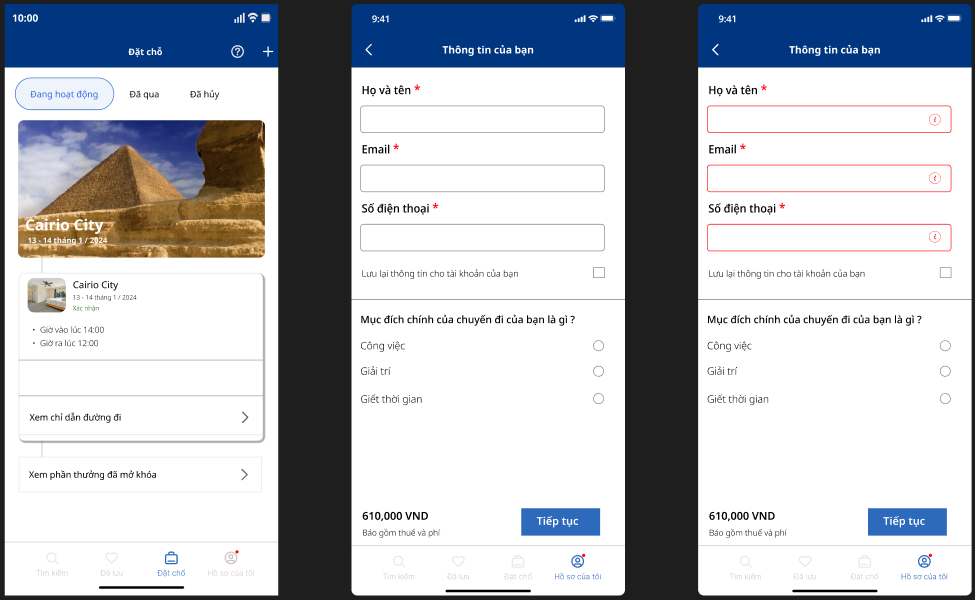 10:00
Đặt chỗ
Đang hoạt động
Đã qua
Đã hủy
Cairio City
13 - 14 tháng 1 / 2024
Cairo City
13 - 14 tháng 1 / 2024
Xác nhận
• Giờ vào lúc 14:00
• Giờ ra lúc 12:00
Xem chỉ dẫn đường đi
Xem phần thưởng đã mở khóa
Tìm kiếm
Đã lưu
Đặt chỗ
Hồ sơ của tôi
9:41
Thông tin của bạn
Họ và tên *
Email *
Số điện thoại *
Lưu lại thông tin cho tài khoản của bạn
Mục đích chính của chuyến đi của bạn là gì ?
Công việc
Giải trí
Giết thời gian
610,000 VND
Báo gồm thuế và phí
Tiếp tục
Tìm kiếm
Đã lưu
Đặt chỗ
Hồ sơ của tôi
9:41
Thông tin của bạn
Họ và tên *
Email *
Số điện thoại *
Lưu lại thông tin cho tài khoản của bạn
Mục đích chính của chuyến đi của bạn là gì ?
Công việc
Giải trí
Giết thời gian
610,000 VND
Báo gồm thuế và phí
Tiếp tục
Tìm kiếm
Đã lưu
Đặt chỗ
Hồ sơ của tôi